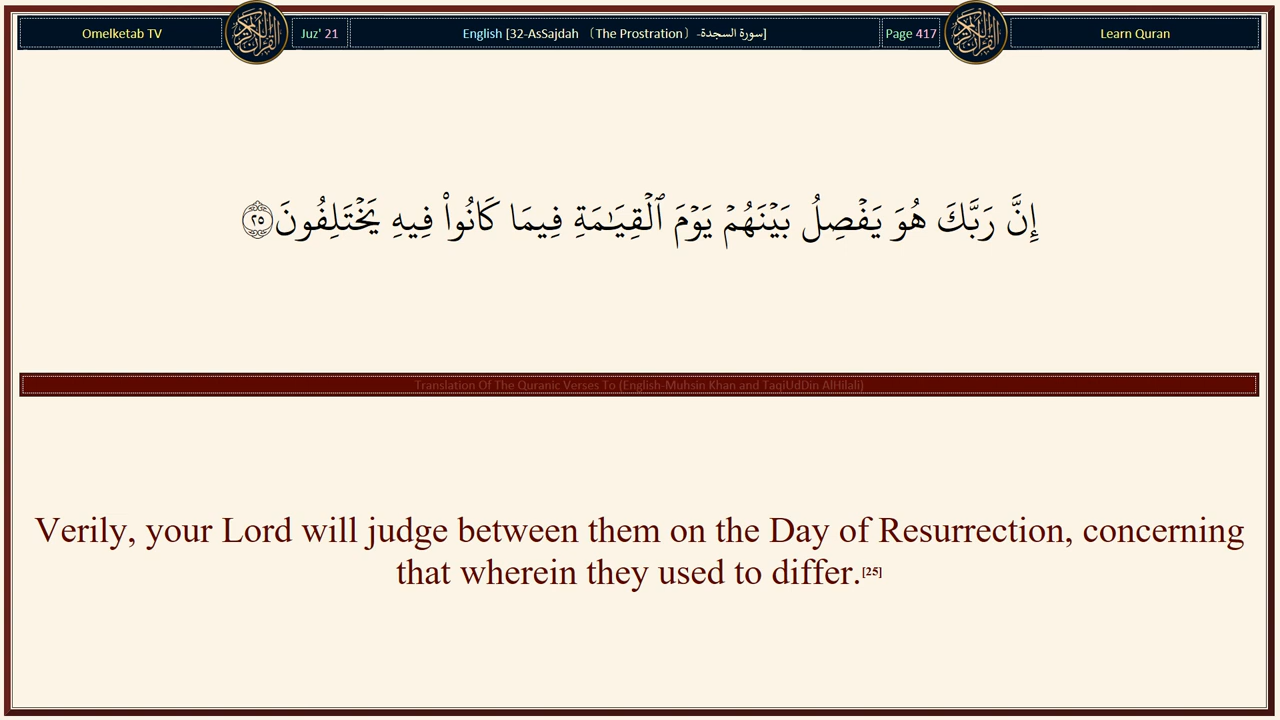 Omelketab TV
Juz' 21
English [32-AsSajdah （The Prostration） -سورة السجدة]
Page 417
Learn Quran
إِنَّ رَبَّكَ هُوَ يَفۡصِلُ بَيۡنَهُمۡ يَوۡمَ ٱلۡقِيَٰمَةِ فِيمَا كَانُواْ فِيهِ يَخۡتَلِفُونَ ٢٥
Translation Of The Quranic Verses To (English-Muhsin Khan and TaqiUdDin AlHilali)
Verily, your Lord will judge between them on the Day of Resurrection, concerning
that wherein they used to differ.[25]